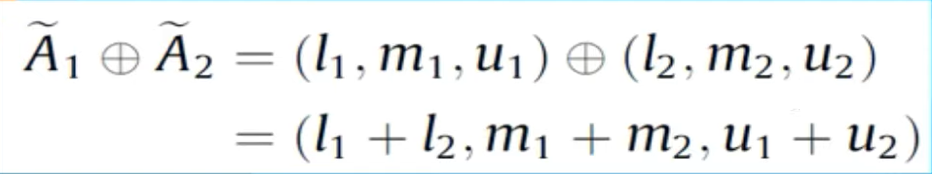 Ã₁ ⊕ Ã₂ = (l₁, m₁, u₁) ⊕ (l₂, m₂, u₂)
= (l₁ + l₂, m₁ + m₂, u₁ + u₂)